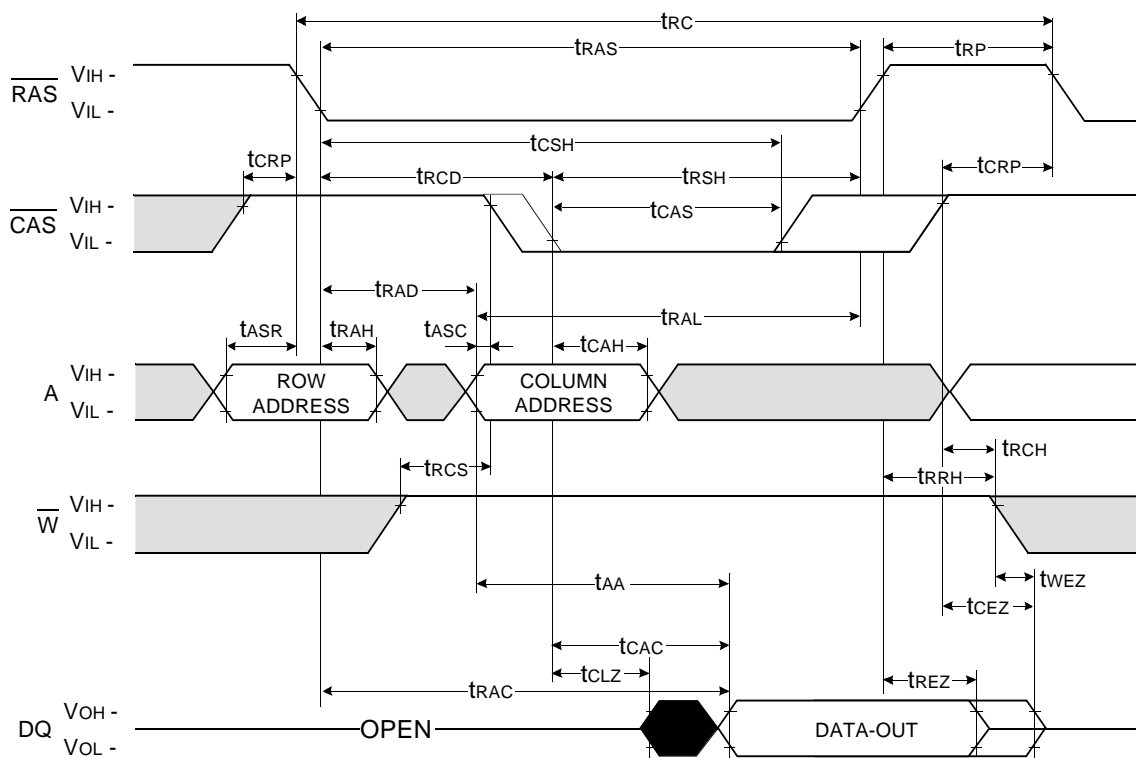 tRC
tRAS
tRP
RAS
VIH -
VIL -
tCSH
tCRP
tRCD
tRSH
tCRP
CAS
VIH -
VIL -
tCAS
tRAD
tRAL
tASR
tRAH
tASC
tCAH
A
VIH -
VIL -
ROW
ADDRESS
COLUMN
ADDRESS
tRCS
tRCH
tRRH
W
VIH -
VIL -
tAA
tWEZ
tCEZ
tCAC
tCLZ
tRAC
tREZ
DQ
VOH -
VOL -
OPEN
DATA-OUT